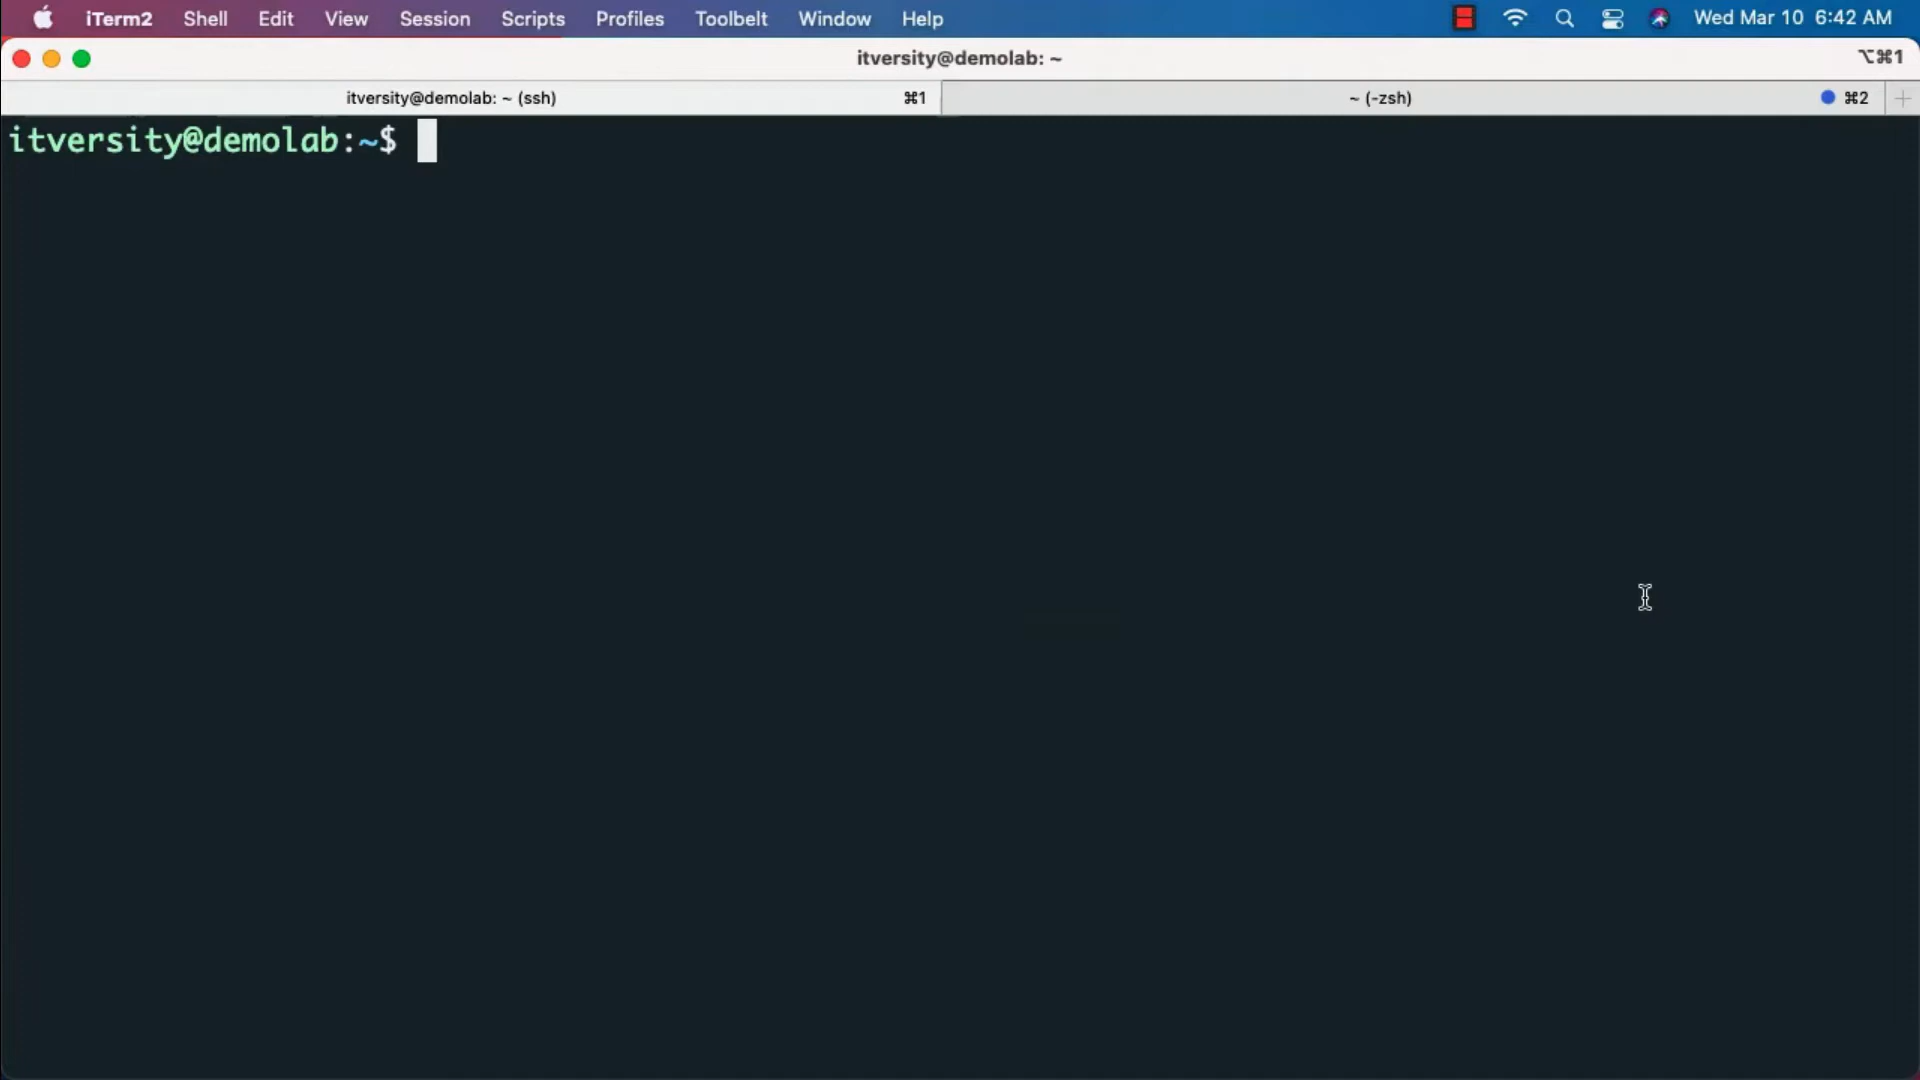 iTerm2 Shell Edit View Session Scripts Profiles Toolbelt Window Help Wed Mar 10 6:42 AM
itversity@demolab: ~ ⌥⌘1
itversity@demolab: ~ (ssh) ⌘1 ~ (-zsh) ⌘2
itversity@demolab:~$